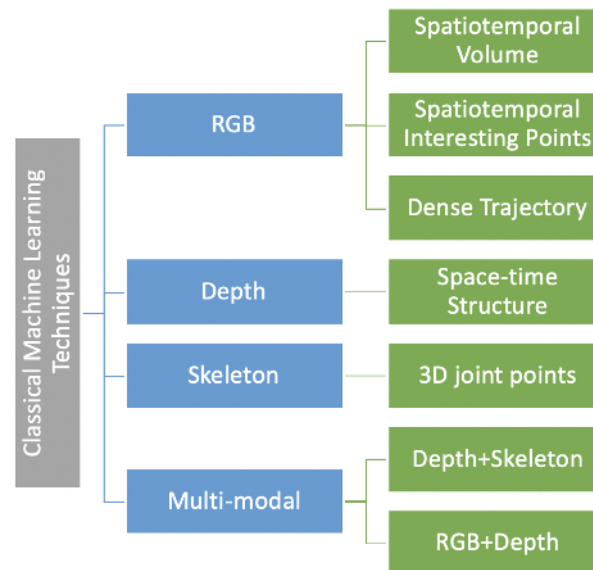 Classical Machine Learning
Techniques
RGB
Spatiotemporal
Volume
Spatiotemporal
Interesting Points
Dense Trajectory
Depth
Space-time
Structure
Skeleton
3D joint points
Multi-modal
Depth+Skeleton
RGB+Depth